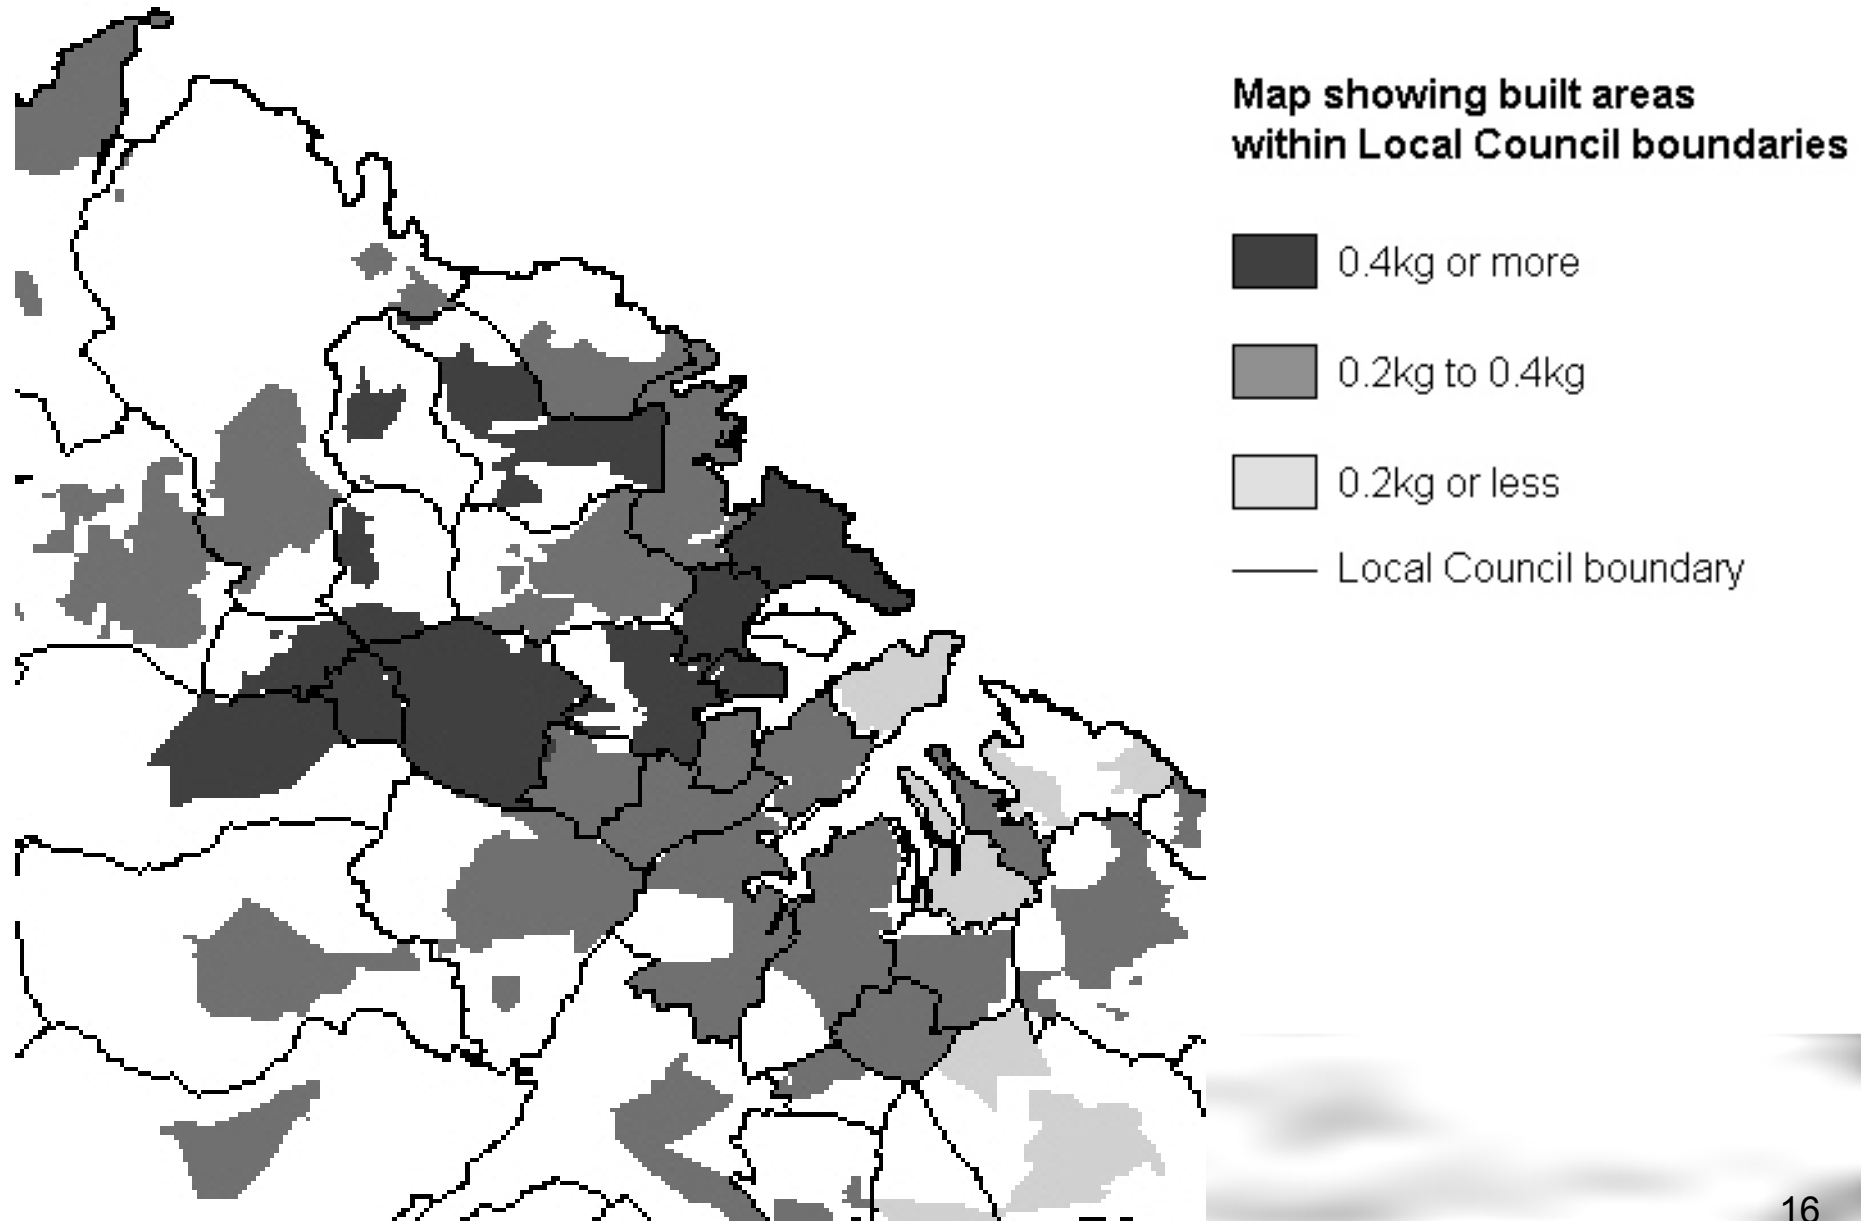 Map showing built areas
within Local Council boundaries
0.4kg or more
0.2kg to 0.4kg
0.2kg or less
Local Council boundary
16